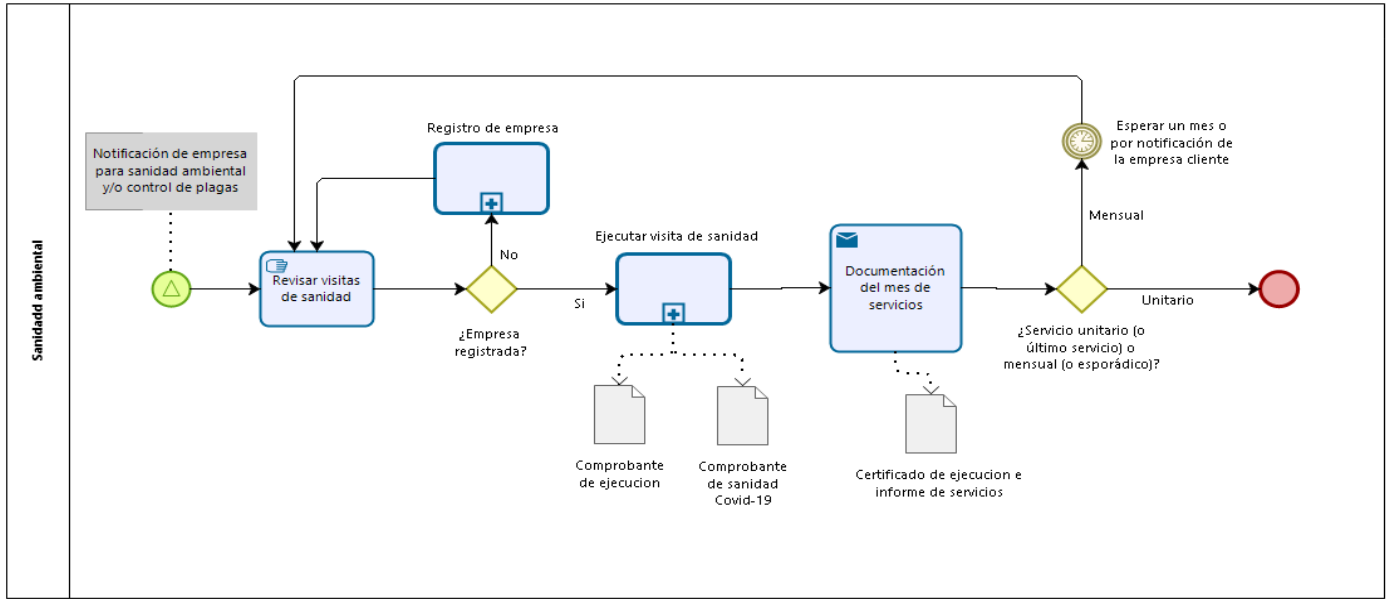 Sanidadd ambiental
Notificación de empresa
para sanidad ambiental
y/o control de plagas
Revisar visitas
de sanidad
Registro de empresa
No
Si
¿Empresa
registrada?
Ejecutar visita de sanidad
Comprobante
de ejecucion
Comprobante
de sanidad
Covid-19
Documentación
del mes de
servicios
Certificado de ejecucion e
informe de servicios
Esperar un mes o
por notificación de
la empresa cliente
Mensual
Unitario
¿Servicio unitario (o
último servicio) o
mensual (o esporádico)?